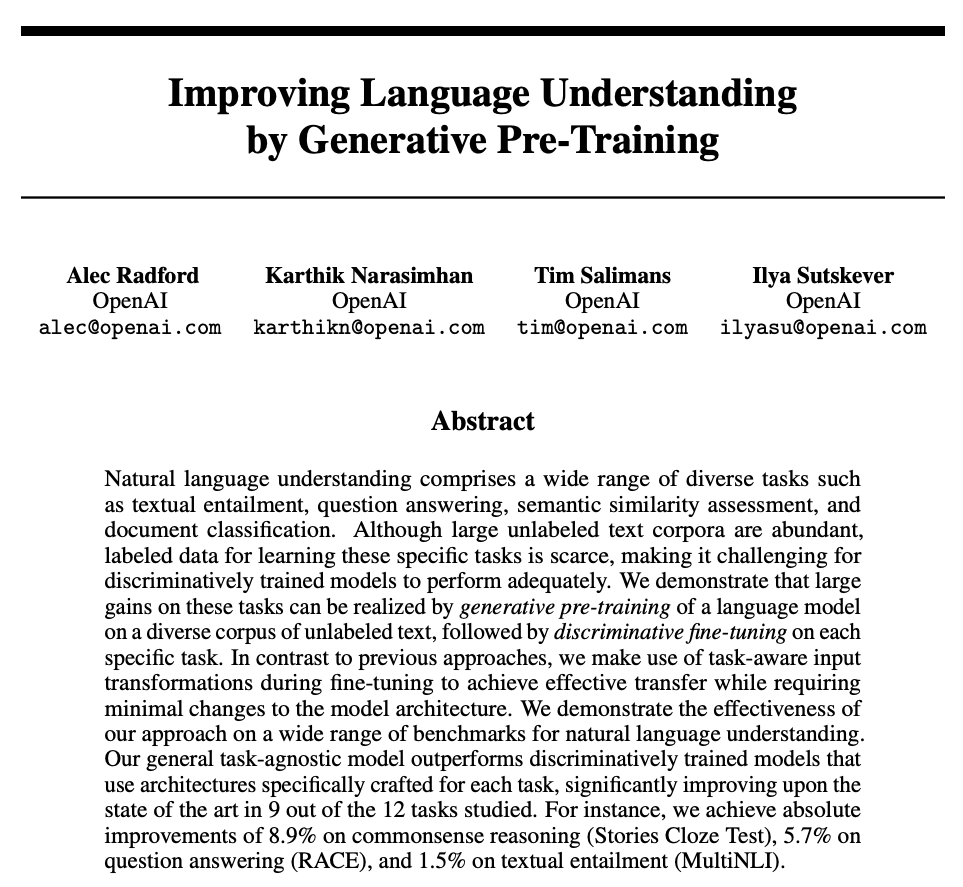 Improving Language Understanding
by Generative Pre-Training
Alec Radford
OpenAI
alec@openai.com
Karthik Narasimhan
OpenAI
karthikn@openai.com
Tim Salimans
OpenAI
tim@openai.com
Ilya Sutskever
OpenAI
ilyasu@openai.com
Abstract
Natural language understanding comprises a wide range of diverse tasks such
as textual entailment, question answering, semantic similarity assessment, and
document classification. Although large unlabeled text corpora are abundant,
labeled data for learning these specific tasks is scarce, making it challenging for
discriminatively trained models to perform adequately. We demonstrate that large
gains on these tasks can be realized by generative pre-training of a language model
on a diverse corpus of unlabeled text, followed by discriminative fine-tuning on each
specific task. In contrast to previous approaches, we make use of task-aware input
transformations during fine-tuning to achieve effective transfer while requiring
minimal changes to the model architecture. We demonstrate the effectiveness of
our approach on a wide range of benchmarks for natural language understanding.
Our general task-agnostic model outperforms discriminatively trained models that
use architectures specifically crafted for each task, significantly improving upon the
state of the art in 9 out of the 12 tasks studied. For instance, we achieve absolute
improvements of 8.9% on commonsense reasoning (Stories Cloze Test), 5.7% on
question answering (RACE), and 1.5% on textual entailment (MultiNLI).